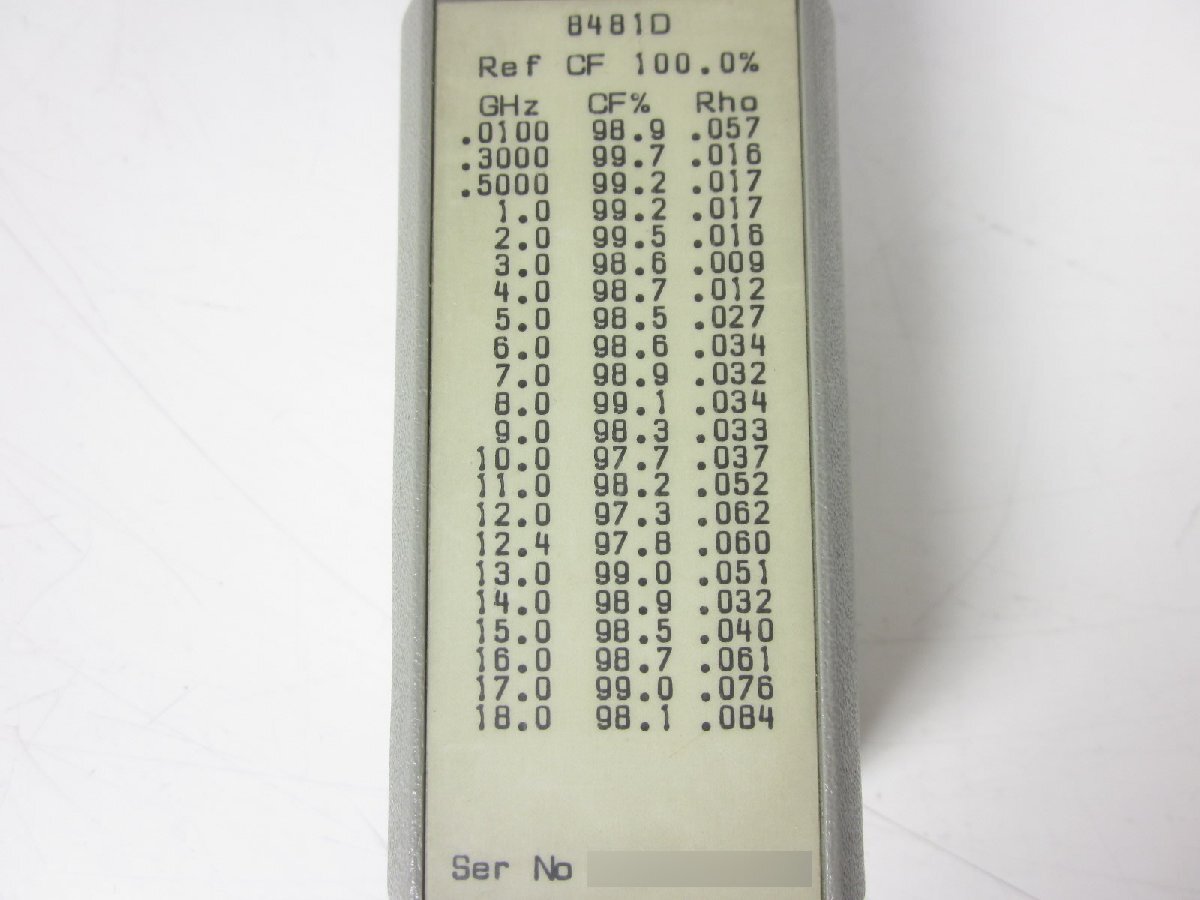 8481D
Ref CF 100.0%
GHz CF% Rho
.0100 98.9 .057
.3000 99.7 .016
.5000 99.2 .017
1.0 99.2 .017
2.0 99.5 .016
3.0 98.6 .009
4.0 98.7 .012
5.0 98.5 .027
6.0 98.6 .034
7.0 98.9 .032
8.0 99.1 .034
9.0 98.3 .033
10.0 97.7 .037
11.0 98.2 .052
12.0 97.3 .062
12.4 97.8 .060
13.0 99.0 .051
14.0 98.9 .032
15.0 98.5 .040
16.0 98.7 .061
17.0 99.0 .076
18.0 98.1 .084
Ser No